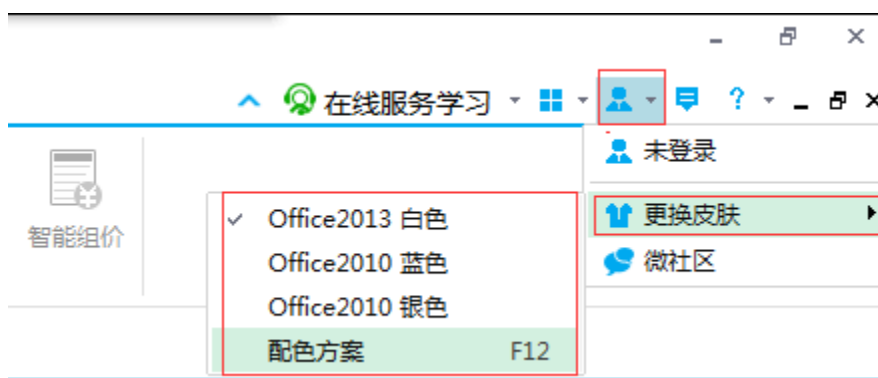 在线服务学习
?
未登录
智能组价
更换皮肤
Office2013 白色
Office2010 蓝色
微社区
Office2010 银色
配色方案 F12